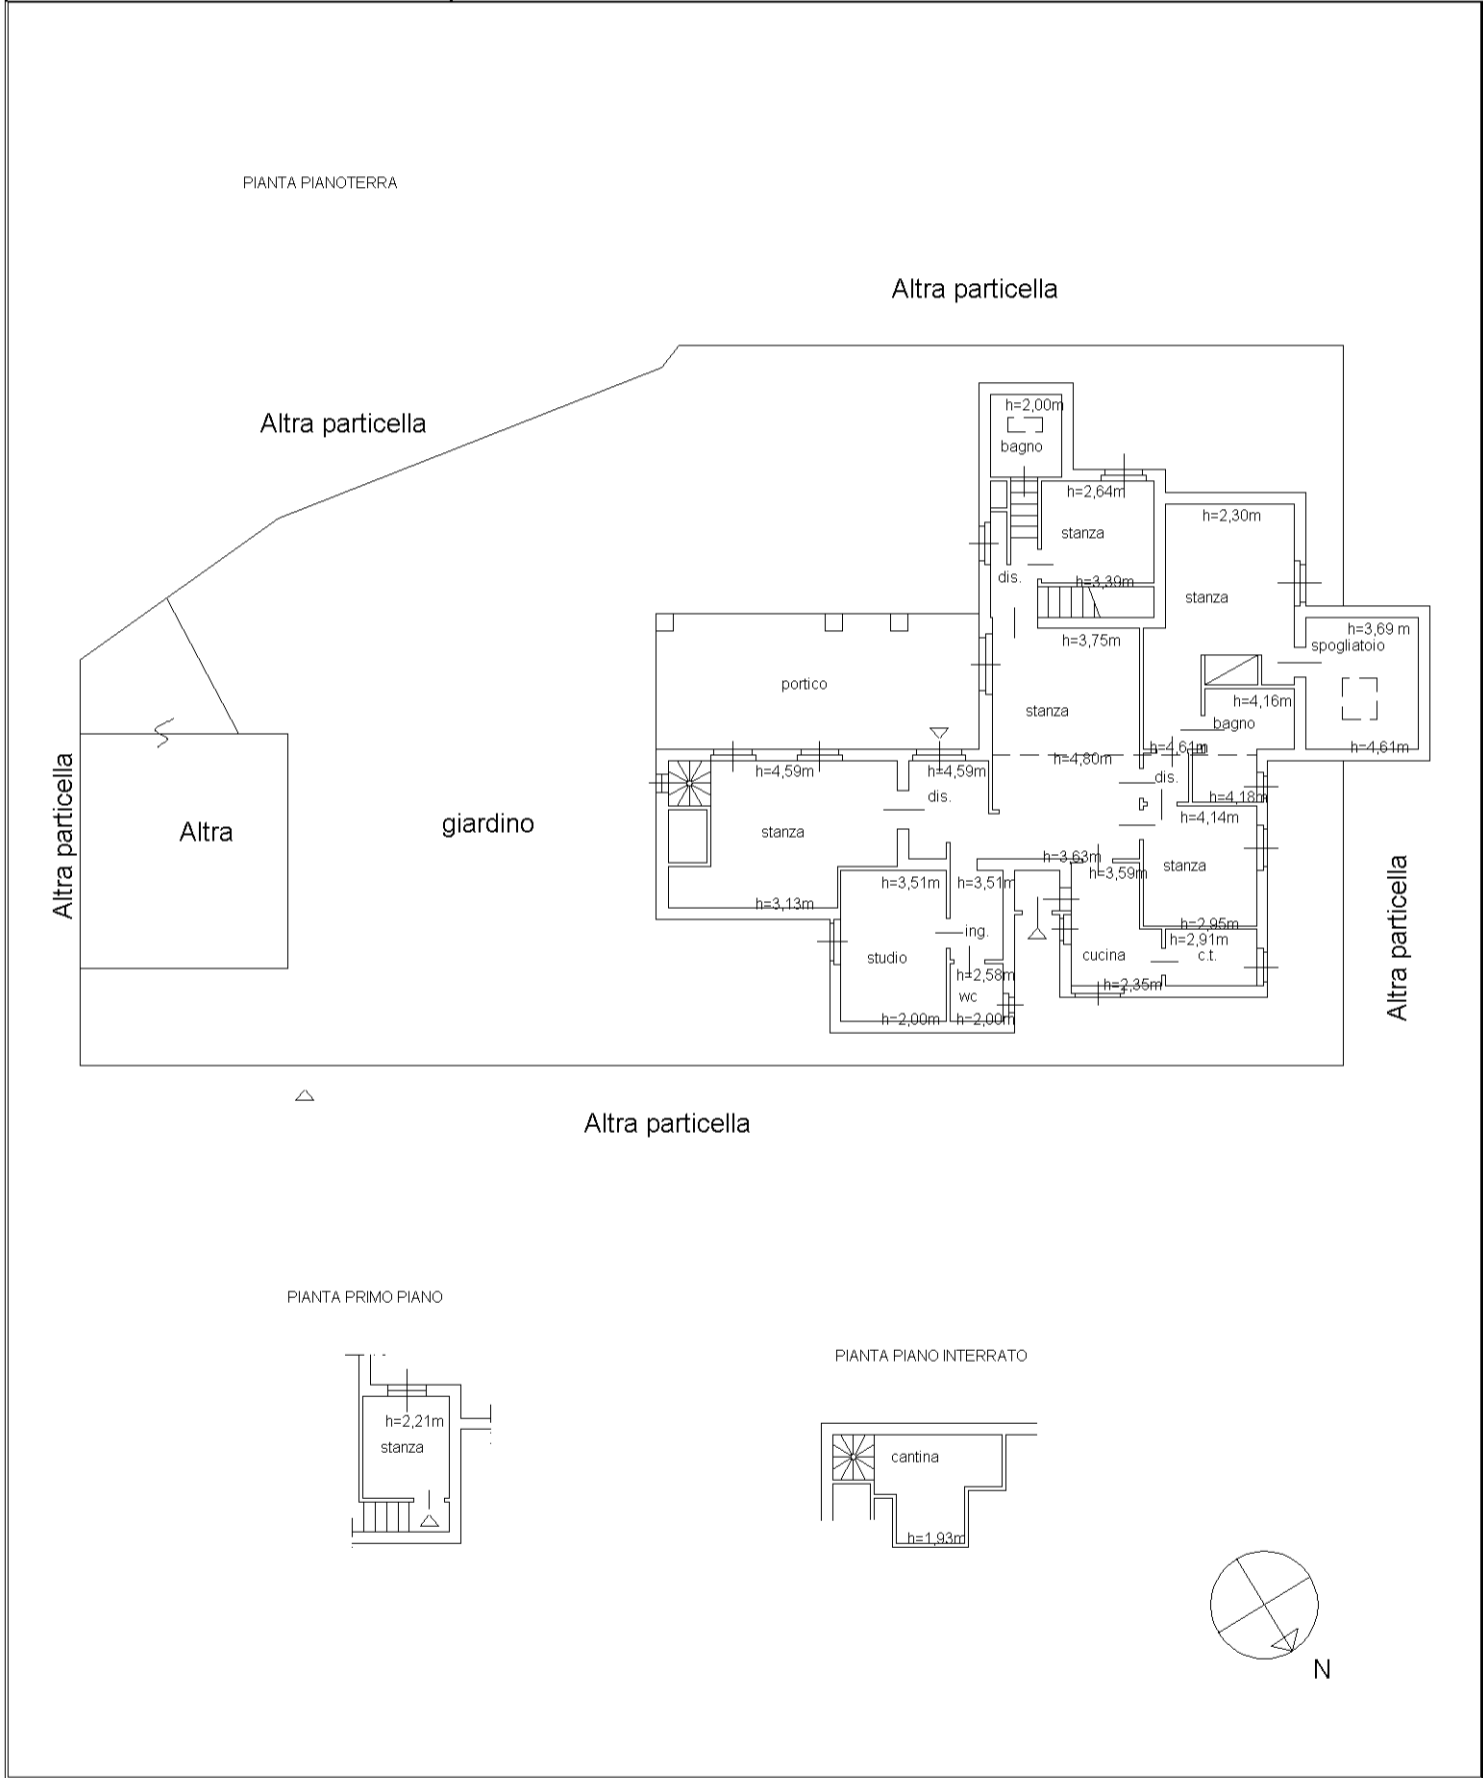 PIANTA PIANOTERRA
Altra particella
Altra particella
h=2,00m
bagno
h=2,64m
stanza
h=2,30m
dis.
h=3,39m
stanza
h=3,75m
h=3,69 m
spogliatoio
portico
stanza
h=4,16m
bagno
h=4,61m
h=4,61m
h=4,80m
h=4,59m
h=4,59m
dis.
dis.
h=4,18m
h=4,14m
Altra particella
Altra
giardino
stanza
h=3,63m
h=3,59m
stanza
h=3,51m
h=3,51m
h=3,13m
h=2,95m
h=2,91m
ing.
studio
cucina
c.t.
h=2,58m
h=2,35m
wc
h=2,00m
h=2,00m
Altra particella
Altra particella
PIANTA PRIMO PIANO
PIANTA PIANO INTERRATO
h=2,21m
stanza
cantina
h=1,93m
N